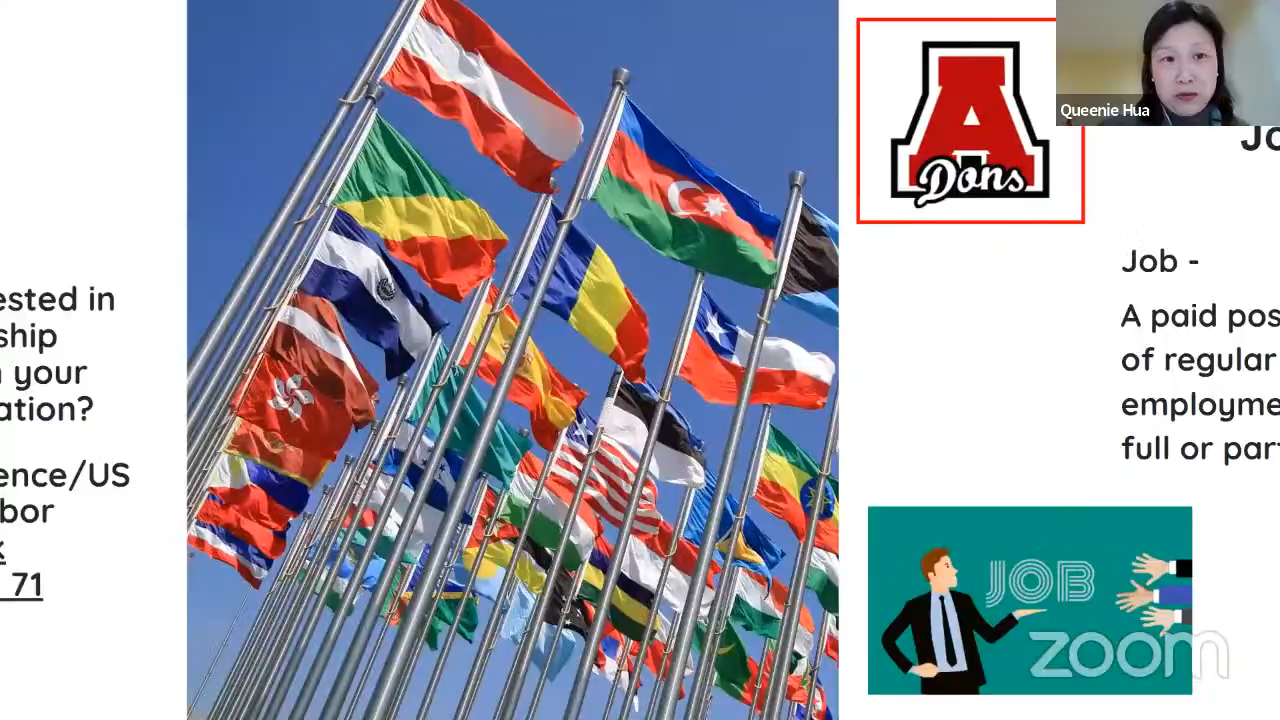 ested in
ship
your
ation?
ence/US
bor
71
A
Dons
Queenie Hua
Jo
Job -
A paid pos
of regular
employme
full or par
JOB
zoom